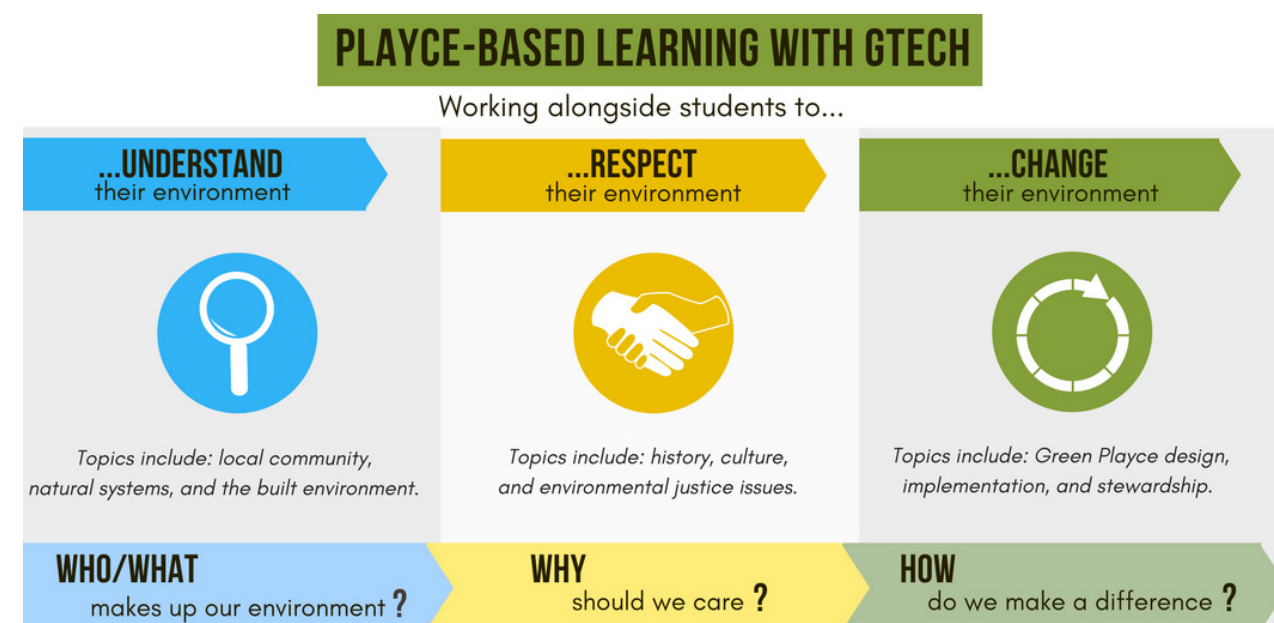 PLAYCE-BASED LEARNING WITH GTECH
Working alongside students to...
...UNDERSTAND
their environment
Topics include: local community,
natural systems, and the built environment.
WHO/WHAT
makes up our environment ?
...RESPECT
their environment
Topics include: history, culture,
and environmental justice issues.
WHY
should we care ?
...CHANGE
their environment
Topics include: Green Playce design,
implementation, and stewardship.
HOW
do we make a difference ?